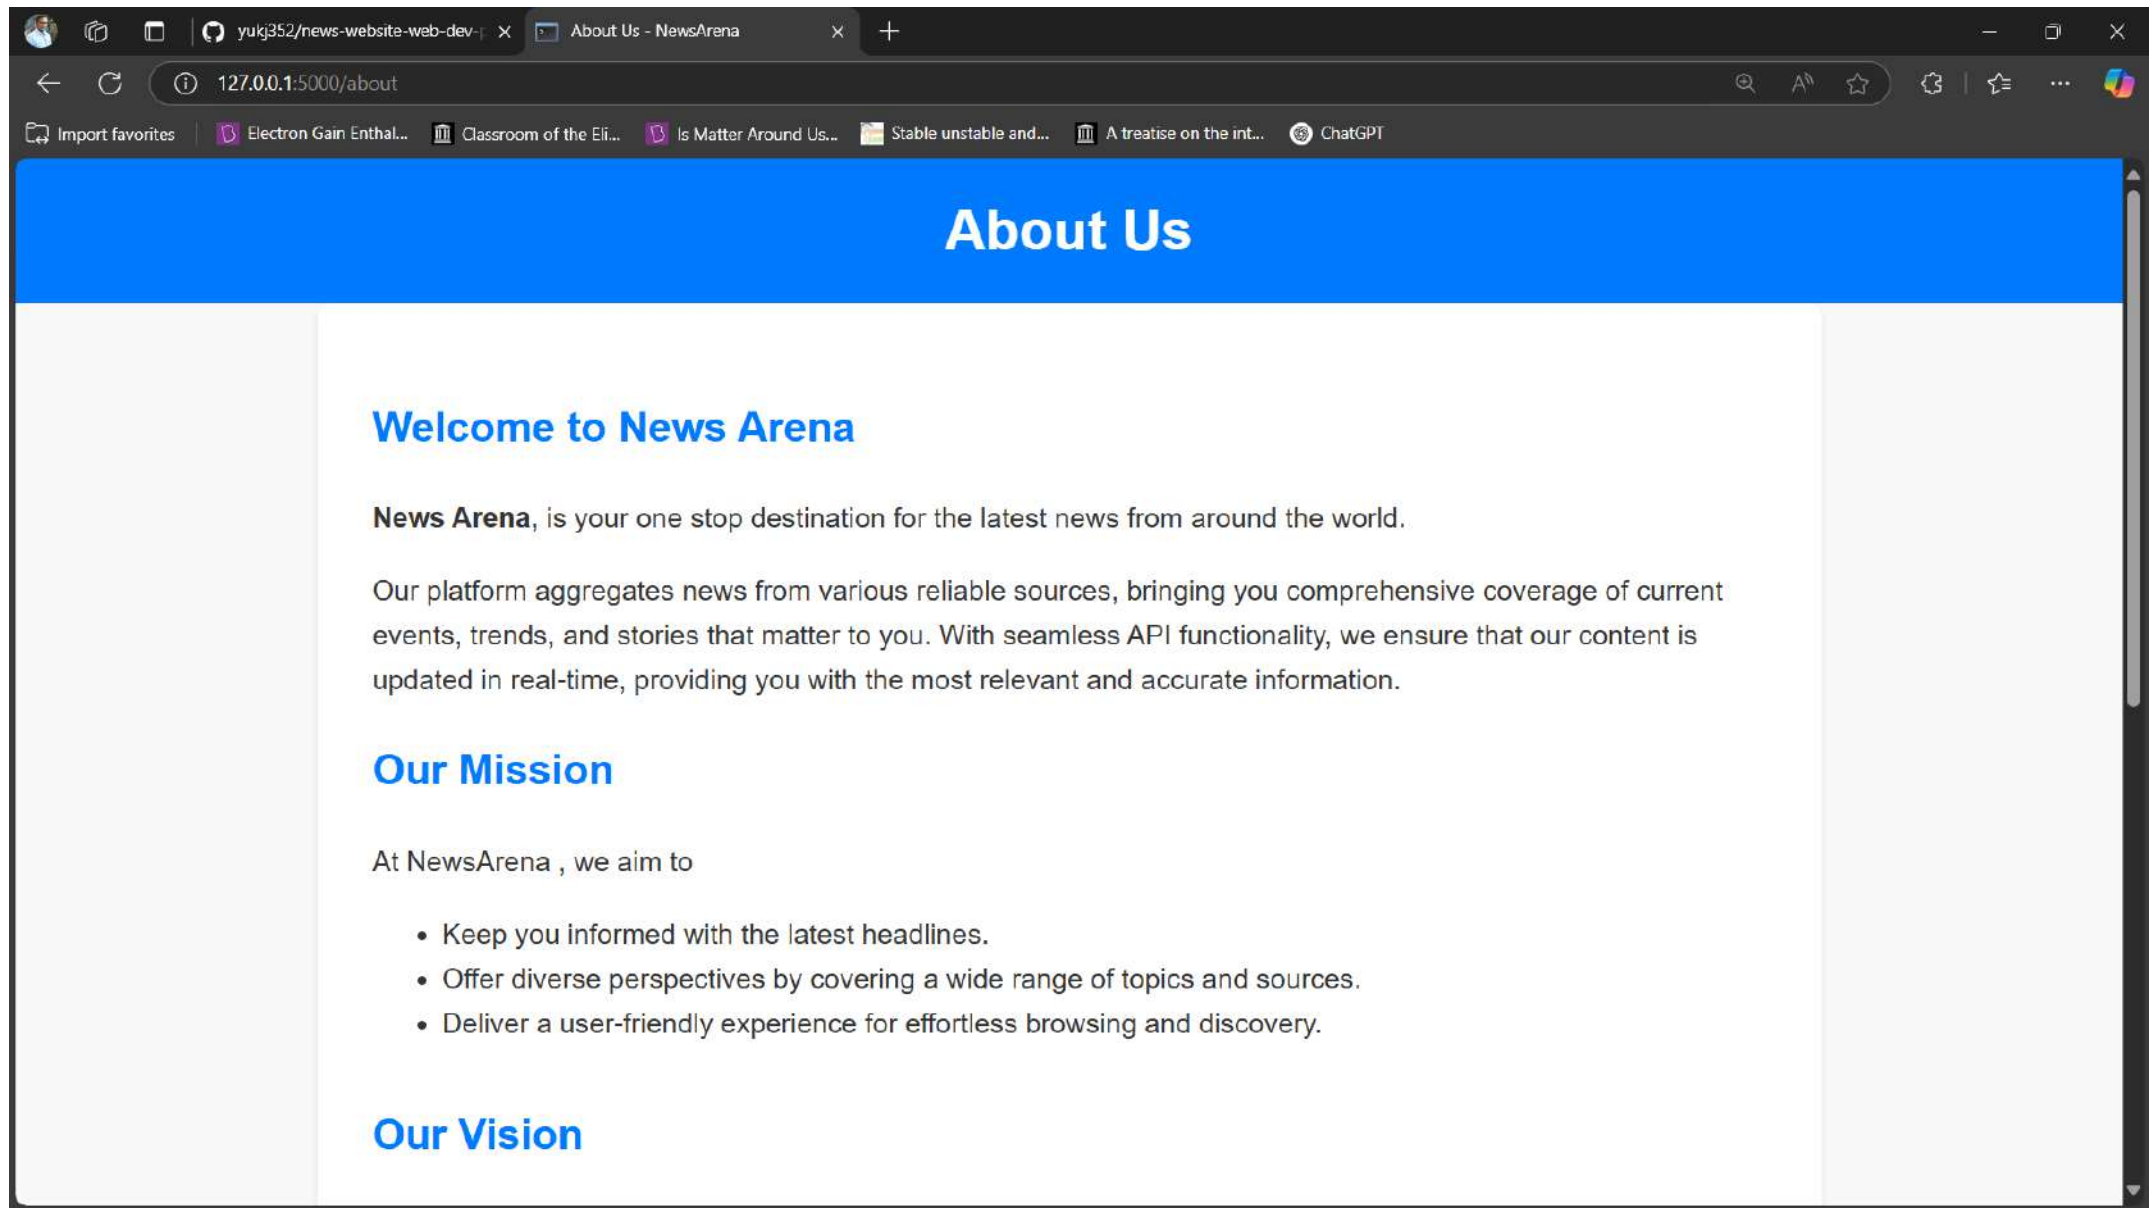 yukj352/news-website-web-dev-
About Us - NewsArena
127.0.0.1:5000/about
Import favorites
Electron Gain Enthal...
Classroom of the Eli...
Is Matter Around Us...
Stable unstable and...
A treatise on the int...
ChatGPT
About Us
Welcome to News Arena
News Arena, is your one stop destination for the latest news from around the world.
Our platform aggregates news from various reliable sources, bringing you comprehensive coverage of current
events, trends, and stories that matter to you. With seamless API functionality, we ensure that our content is
updated in real-time, providing you with the most relevant and accurate information.
Our Mission
At NewsArena , we aim to
• Keep you informed with the latest headlines.
• Offer diverse perspectives by covering a wide range of topics and sources.
• Deliver a user-friendly experience for effortless browsing and discovery.
Our Vision